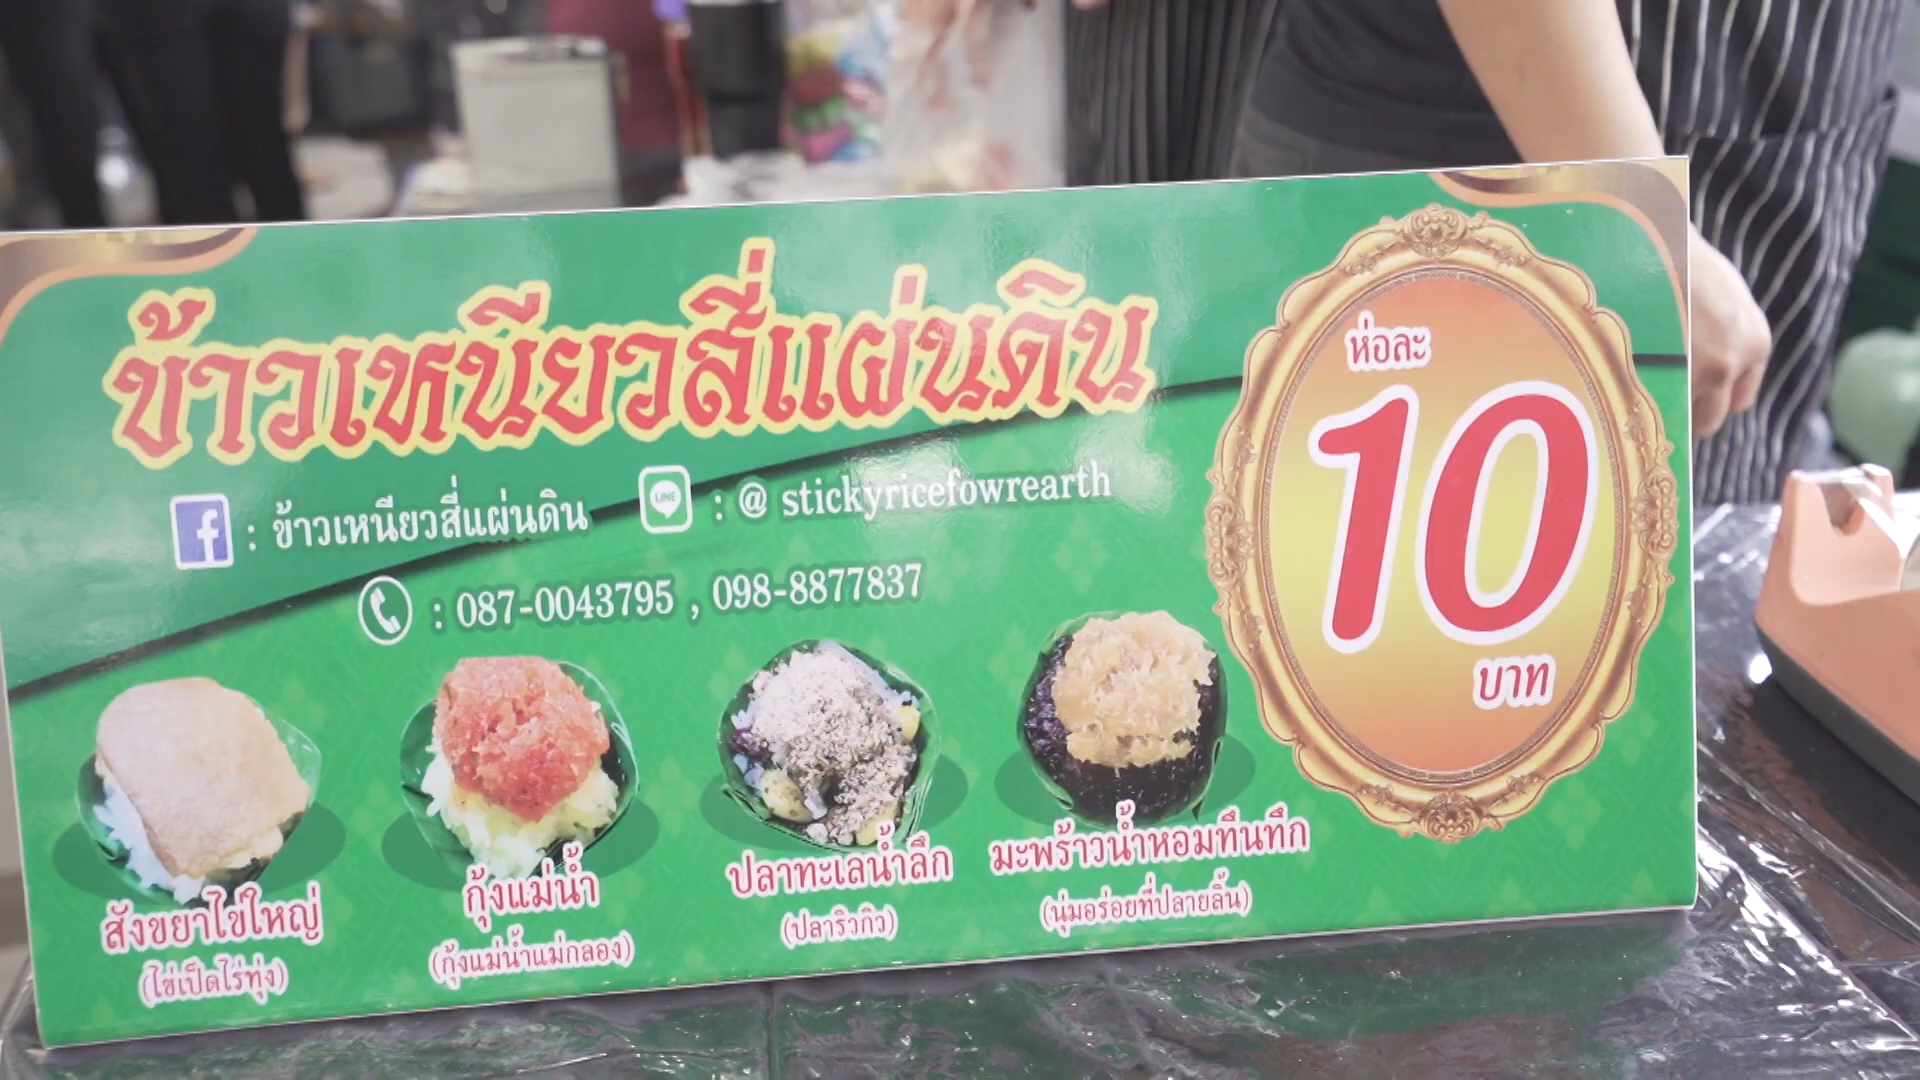 ข้าวเหนียวสี่แผ่นดิน
: ข้าวเหนียวสี่แผ่นดิน LINE : @ stickyricefowrearth
: 087-0043795 , 098-8877837
ห่อละ
10
บาท
สังขยาไข่ใหญ่
(ไข่เป็ดไร่ทุ่ง)
กุ้งแม่น้ำ
(กุ้งแม่น้ำแม่กลอง)
ปลาทะเลน้ำลึก
(ปลาริวกิว)
มะพร้าวน้ำหอมทึนทึก
(นุ่มอร่อยที่ปลายลิ้น)